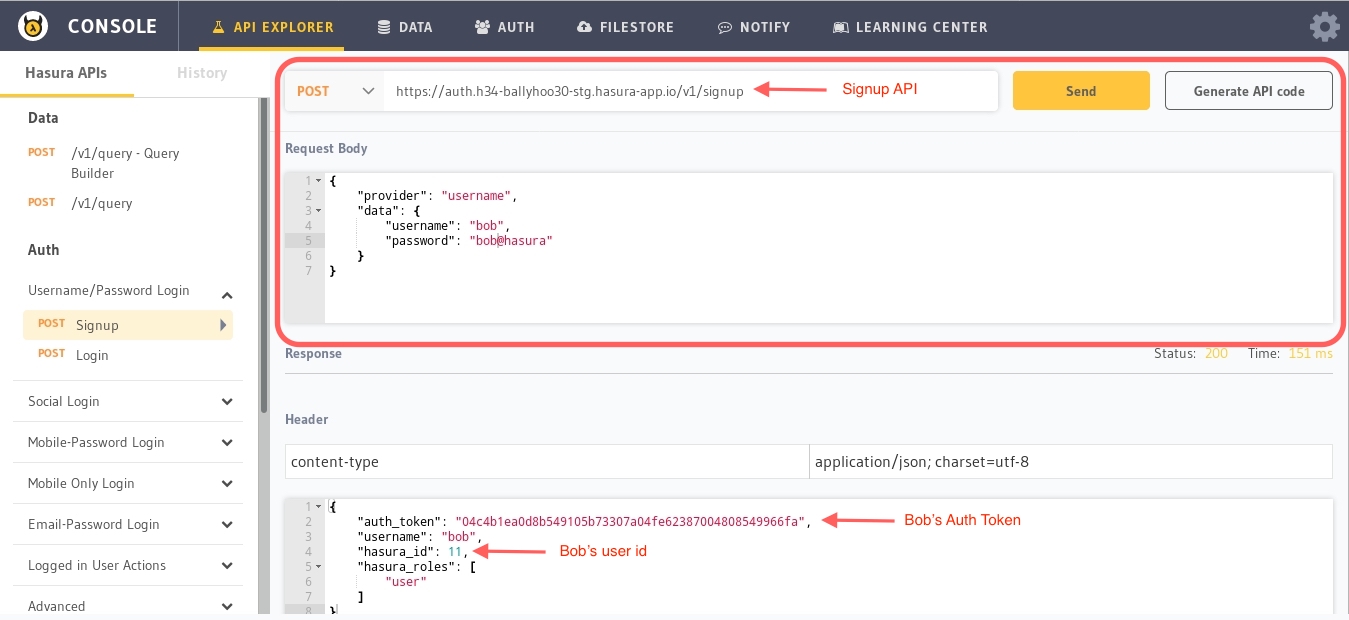 CONSOLE
API EXPLORER
DATA
AUTH
FILESTORE
NOTIFY
LEARNING CENTER
Hasura APIs
History
Data
POST /v1/query - Query
Builder
POST /v1/query
Auth
Username/Password Login
POST Signup
POST Login
Social Login
Mobile-Password Login
Mobile Only Login
Email-Password Login
Logged in User Actions
Advanced
POST
https://auth.h34-ballyhoo30-stg.hasura-app.io/v1/signup
Signup API
Send
Generate API code
Request Body
1 {
2 "provider": "username",
3 "data": {
4 "username": "bob",
5 "password": "bob@hasura"
6 }
7 }
Response
Status: 200 Time: 151 ms
Header
content-type
application/json; charset=utf-8
1 {
2 "auth_token": "04c4b1ea0d8b549105b73307a04fe62387004808549966fa", Bob's Auth Token
3 "username": "bob",
4 "hasura_id": 11, Bob's user id
5 "hasura_roles": [
6 "user"
7 ]
8 }